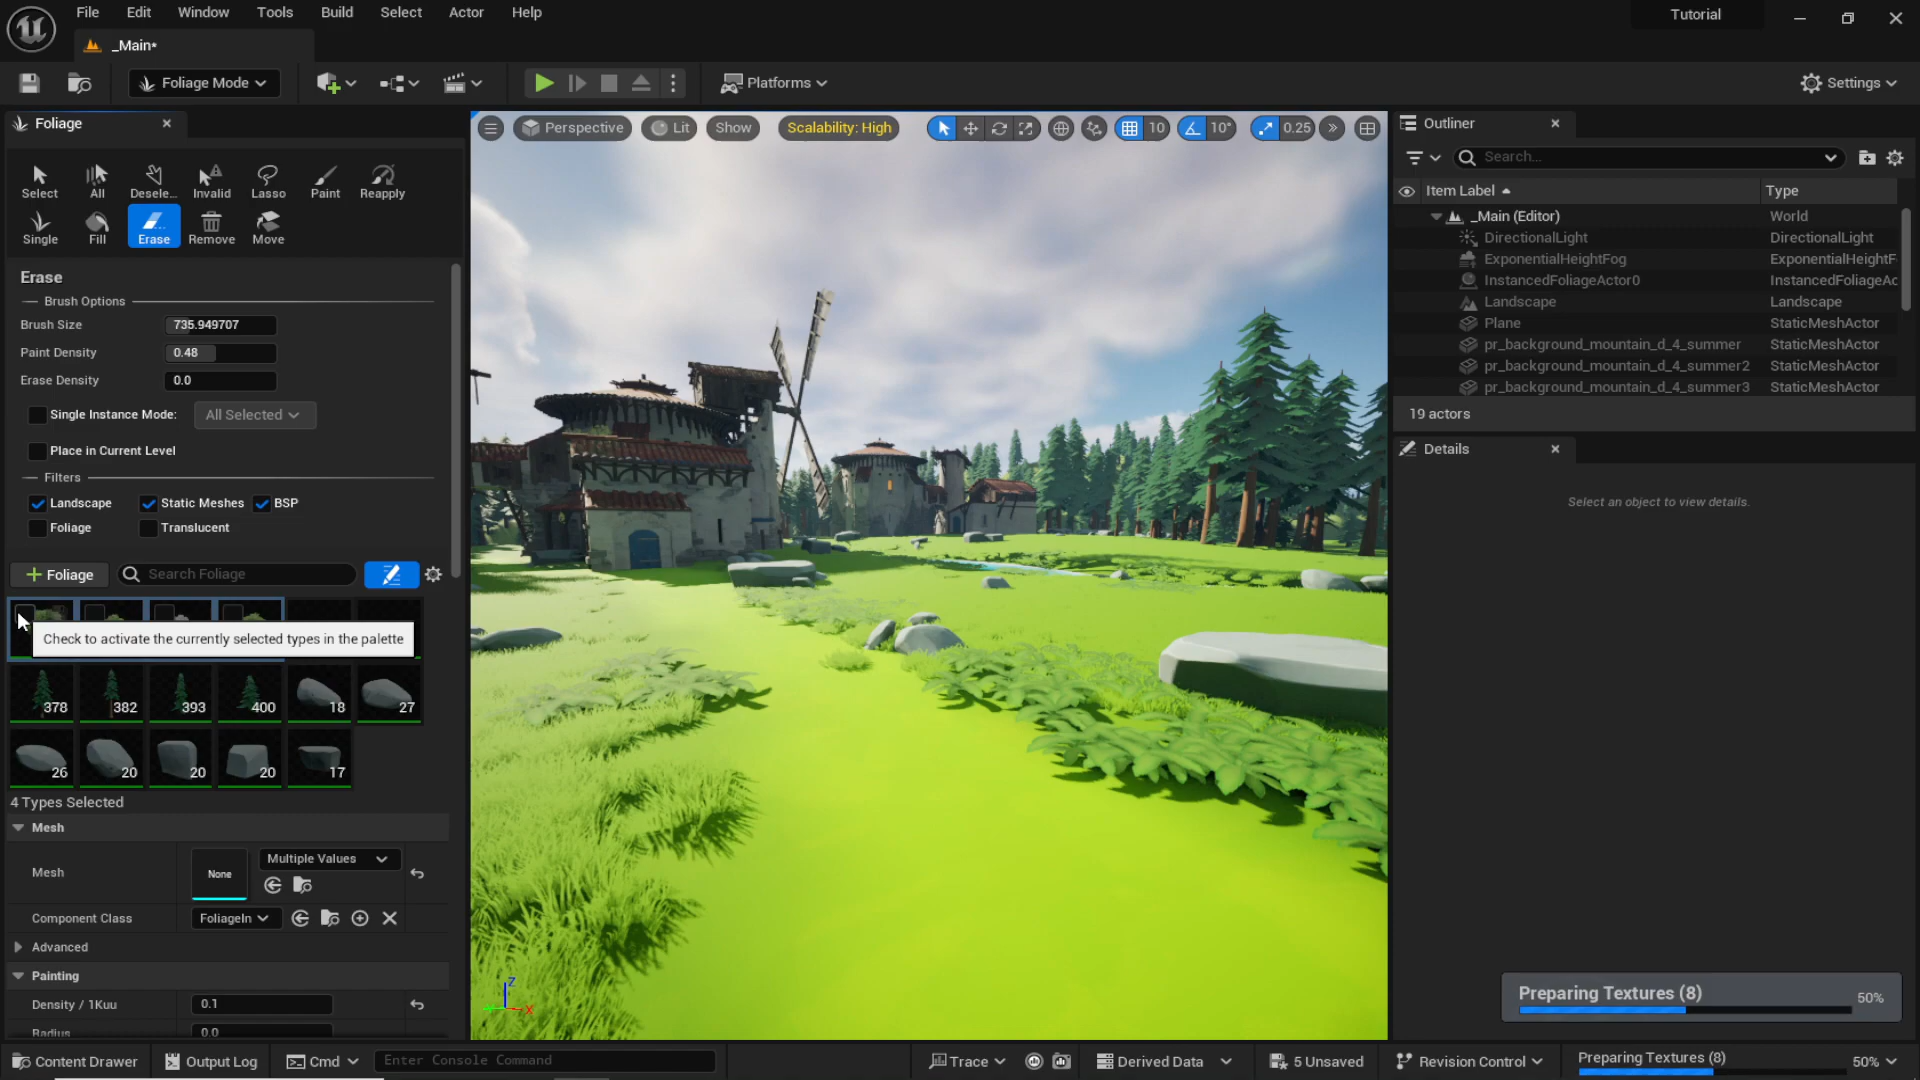 File Edit Window Tools Build Select Actor Help
Tutorial
_Main*
Foliage Mode
Platforms
Settings
Foliage
Select All Desele... Invalid Lasso Paint Reapply
Single Fill Erase Remove Move
Erase
Brush Options
Brush Size 735.949707
Paint Density 0.48
Erase Density 0.0
Single Instance Mode: All Selected
Place in Current Level
Filters
Landscape Static Meshes BSP
Foliage Translucent
+ Foliage Search Foliage
Check to activate the currently selected types in the palette
378 382 393 400 18 27
26 20 20 20 17
4 Types Selected
Mesh
Mesh None Multiple Values
Component Class FoliageIn
Advanced
Painting
Density / 1Kuu 0.1
Radius 0.0
Perspective Lit Show Scalability: High 10 10° 0.25
Z
X
Outliner
Search...
Item Label Type
_Main (Editor) World
DirectionalLight DirectionalLight
ExponentialHeightFog ExponentialHeightF
InstancedFoliageActor0 InstancedFoliageAc
Landscape Landscape
Plane StaticMeshActor
pr_background_mountain_d_4_summer StaticMeshActor
pr_background_mountain_d_4_summer2 StaticMeshActor
pr_background_mountain_d_4_summer3 StaticMeshActor
19 actors
Details
Select an object to view details.
Preparing Textures (8) 50%
Content Drawer Output Log Cmd Enter Console Command Trace Derived Data 5 Unsaved Revision Control Preparing Textures (8) 50%